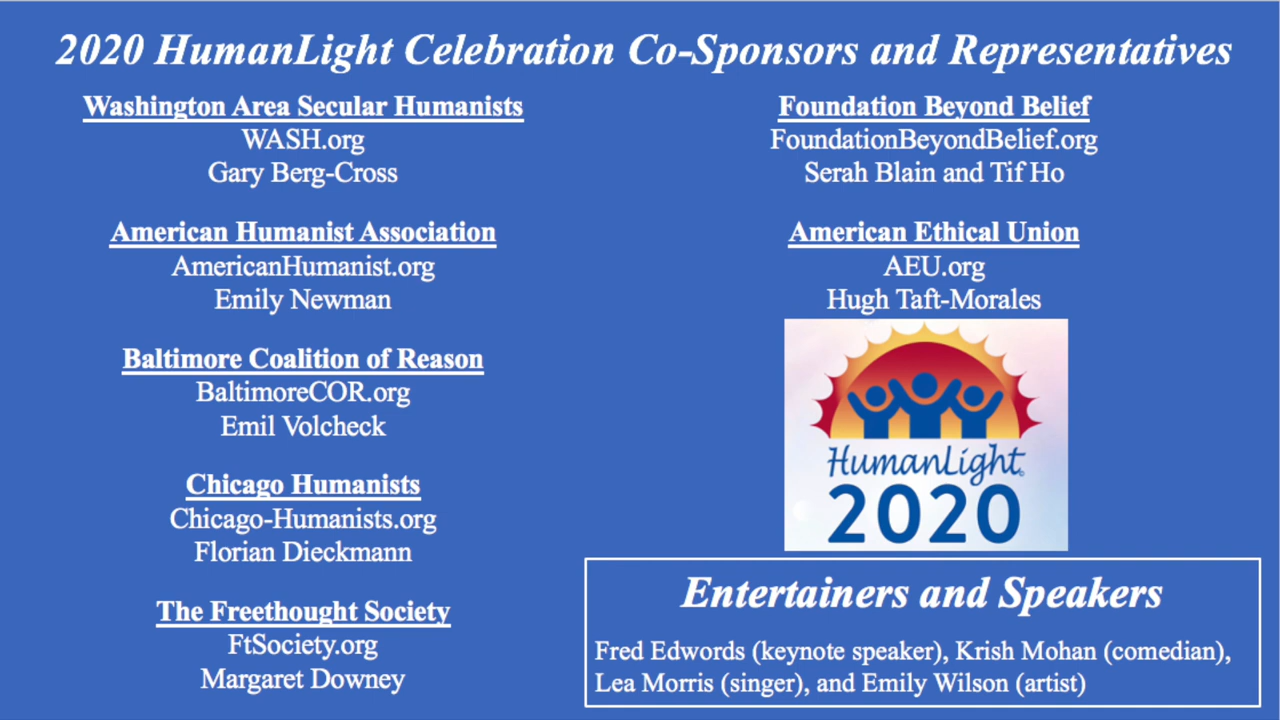 2020 HumanLight Celebration Co-Sponsors and Representatives
Washington Area Secular Humanists
WASH.org
Gary Berg-Cross
American Humanist Association
AmericanHumanist.org
Emily Newman
Baltimore Coalition of Reason
BaltimoreCOR.org
Emil Volcheck
Chicago Humanists
Chicago-Humanists.org
Florian Dieckmann
The Freethought Society
FtSociety.org
Margaret Downey
Foundation Beyond Belief
FoundationBeyondBelief.org
Serah Blain and Tif Ho
American Ethical Union
AEU.org
Hugh Taft-Morales
HumanLight
2020
Entertainers and Speakers
Fred Edwords (keynote speaker), Krish Mohan (comedian),
Lea Morris (singer), and Emily Wilson (artist)